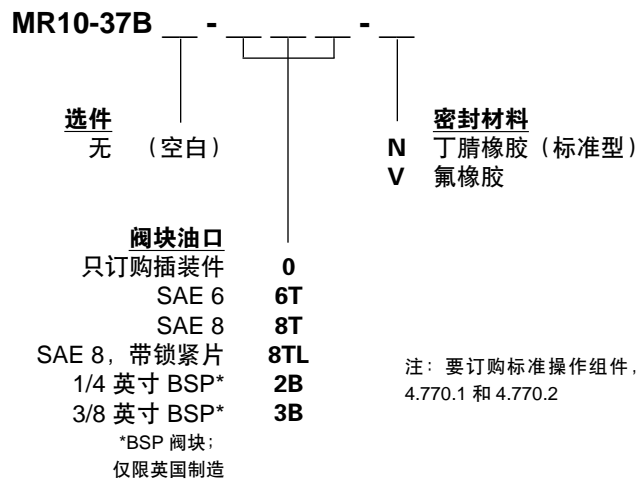 MR10-37B __ - __ __ __ - __
选件
无 （空白）
密封材料
N 丁腈橡胶（标准型）
V 氟橡胶
阀块油口
只订购插装件 0
SAE 6 6T
SAE 8 8T
SAE 8，带锁紧片 8TL
1/4 英寸 BSP* 2B
3/8 英寸 BSP* 3B
*BSP 阀块；
仅限英国制造
注：要订购标准操作组件，
4.770.1 和 4.770.2